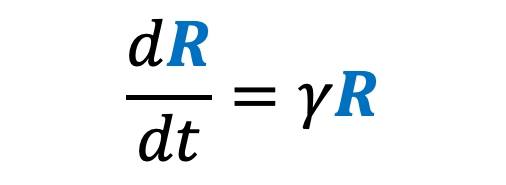 dR/dt = γR